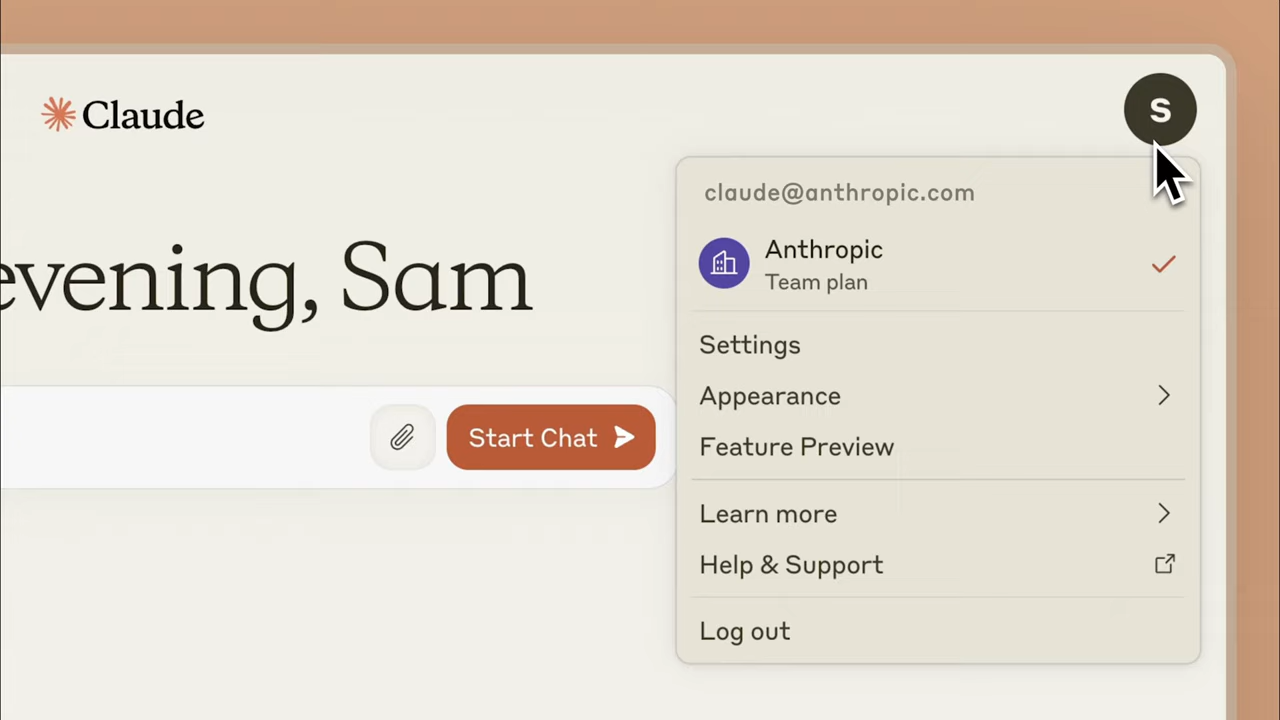 Claude
S
claude@anthropic.com
Anthropic
Team plan
evening, Sam
Settings
Appearance
Feature Preview
Start Chat
Learn more
Help & Support
Log out